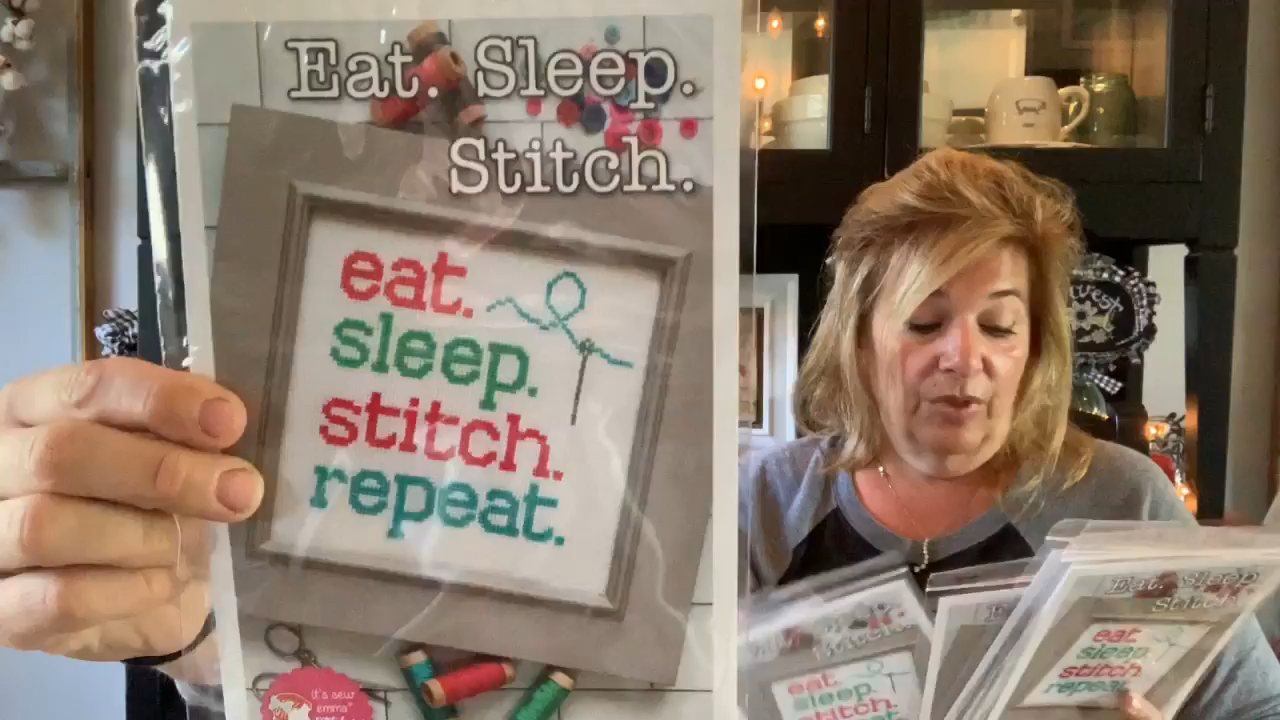 Eat. Sleep.
Stitch.
eat.
sleep.
stitch.
repeat.
it's sew
emma
Eat. Sleep
Stitch.
eat
sleep
stitch
repeat
eat.
sleep.
stitch.